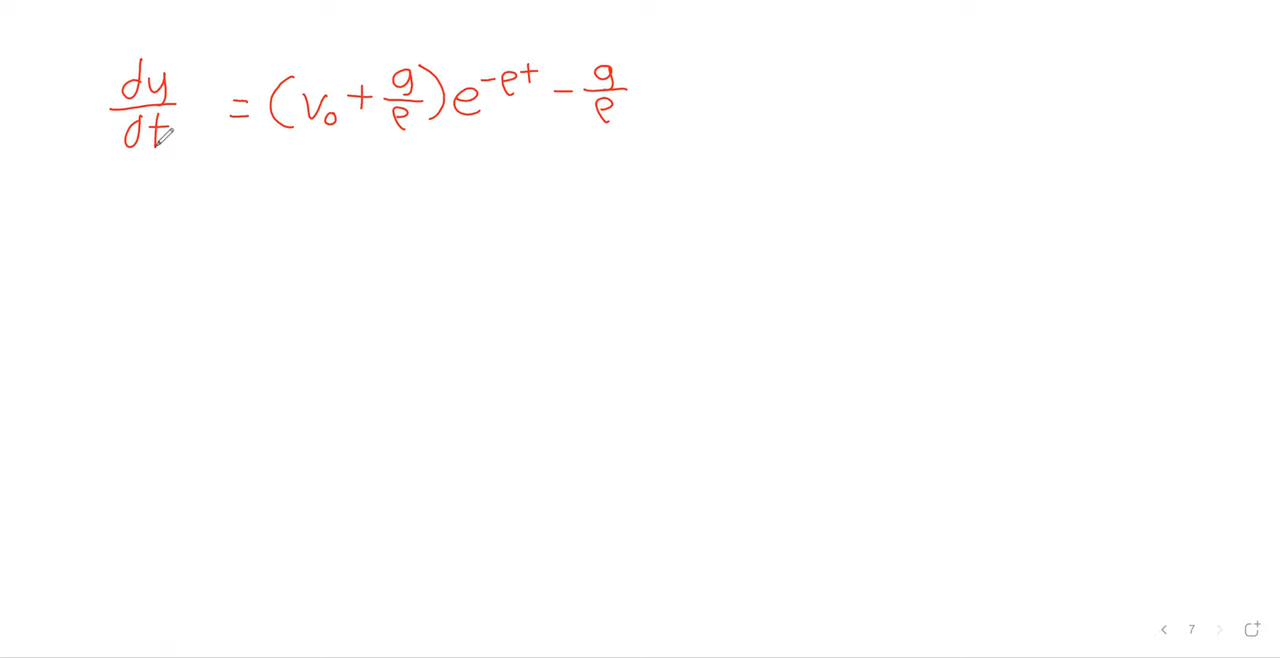 dy/dt = (v₀ + g/ρ)e^(-ρt) - g/ρ
< 7 >